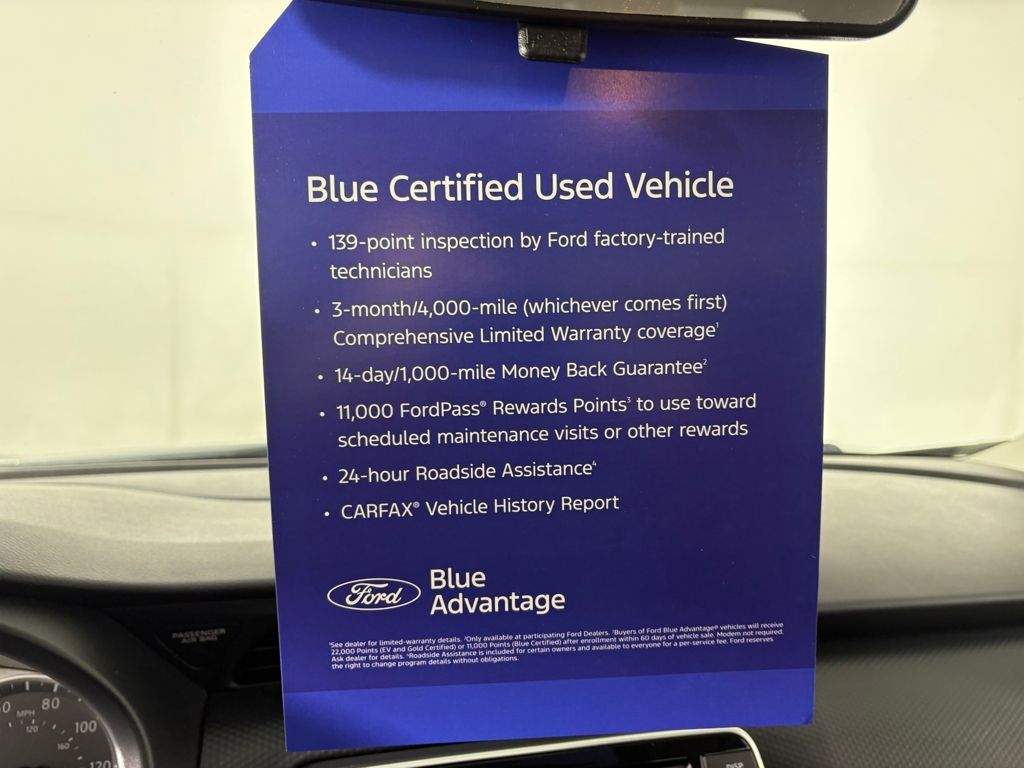 Blue Certified Used Vehicle
• 139-point inspection by Ford factory-trained
technicians
• 3-month/4,000-mile (whichever comes first)
Comprehensive Limited Warranty coverage¹
• 14-day/1,000-mile Money Back Guarantee²
• 11,000 FordPass® Rewards Points³ to use toward
scheduled maintenance visits or other rewards
• 24-hour Roadside Assistance⁴
• CARFAX® Vehicle History Report
Ford Blue
Advantage
¹See dealer for limited-warranty details. ²Only available at participating Ford Dealers. ³Buyers of Ford Blue Advantage® vehicles will receive
22,000 Points (EV and Gold Certified) or 11,000 Points (Blue Certified) after enrollment within 60 days of vehicle sale. Modem not required.
Ask dealer for details. ⁴Roadside Assistance is included for certain owners and available to everyone for a per-service fee. Ford reserves
the right to change program details without obligations.
PASSENGER
AIR BAG
80
MPH
120
100
160
120
DISP